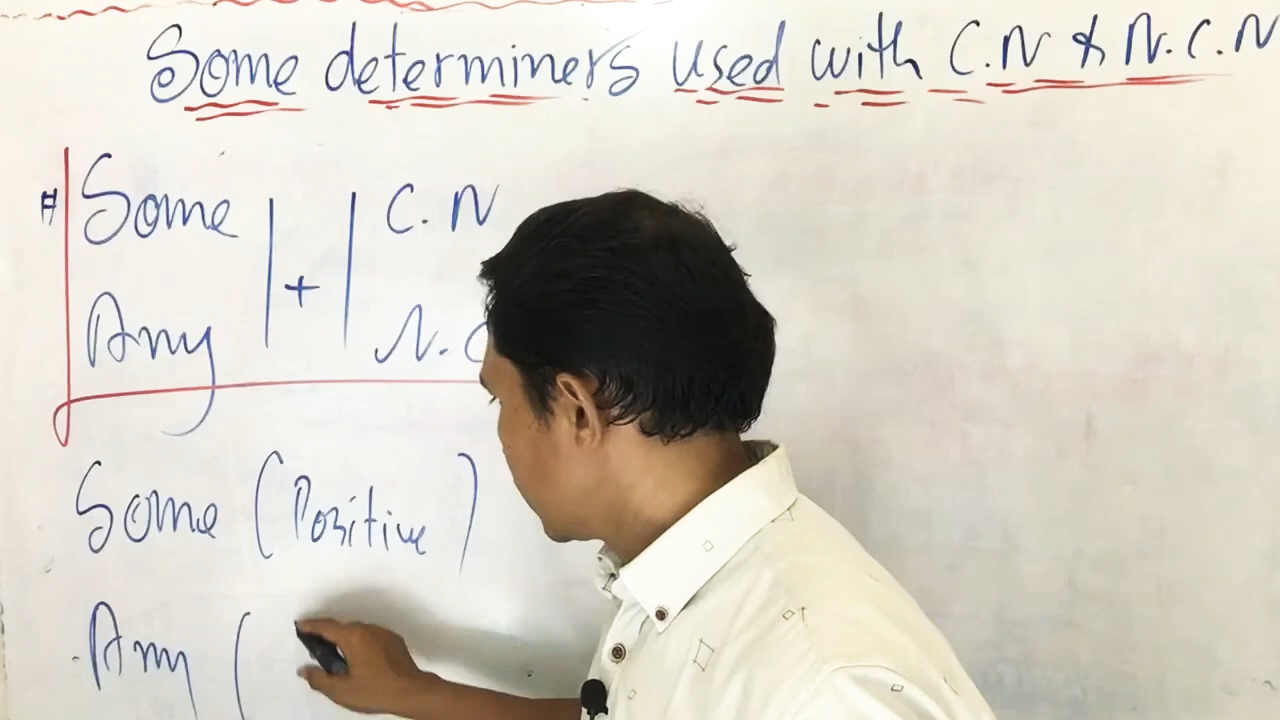 Some determiners used with C.N & N.C.N
# Some | + | C.N
Any N.C
Some (Positive)
Any (